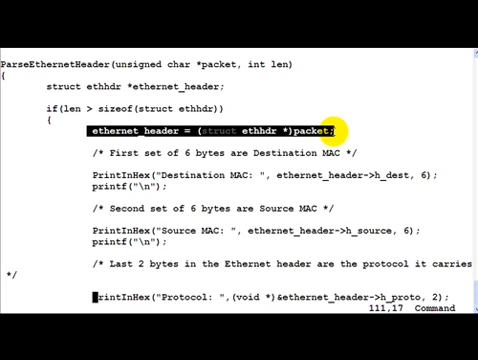 ParseEthernetHeader(unsigned char *packet, int len)
{
struct ethhdr *ethernet_header;
if(len > sizeof(struct ethhdr))
{
ethernet_header = (struct ethhdr *)packet;
/* First set of 6 bytes are Destination MAC */
PrintInHex("Destination MAC: ", ethernet_header->h_dest, 6);
printf("\n");
/* Second set of 6 bytes are Source MAC */
PrintInHex("Source MAC: ", ethernet_header->h_source, 6);
printf("\n");
/* Last 2 bytes in the Ethernet header are the protocol it carries
*/
rintInHex("Protocol: ",(void *)&ethernet_header->h_proto, 2);
111,17 Command